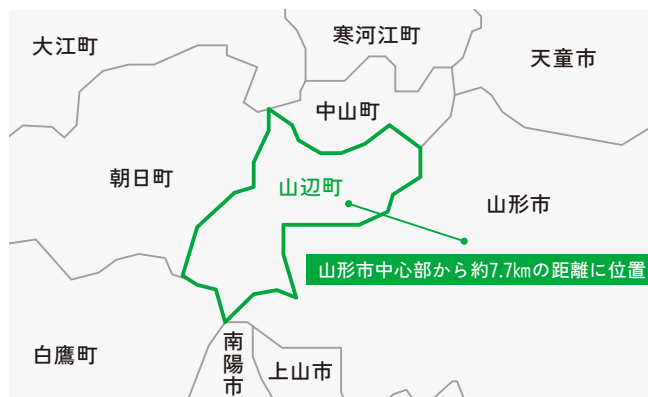 大江町
寒河江町
天童市
中山町
朝日町
山辺町
山形市
山形市中心部から約7.7㎞の距離に位置
白鷹町
南陽市
上山市